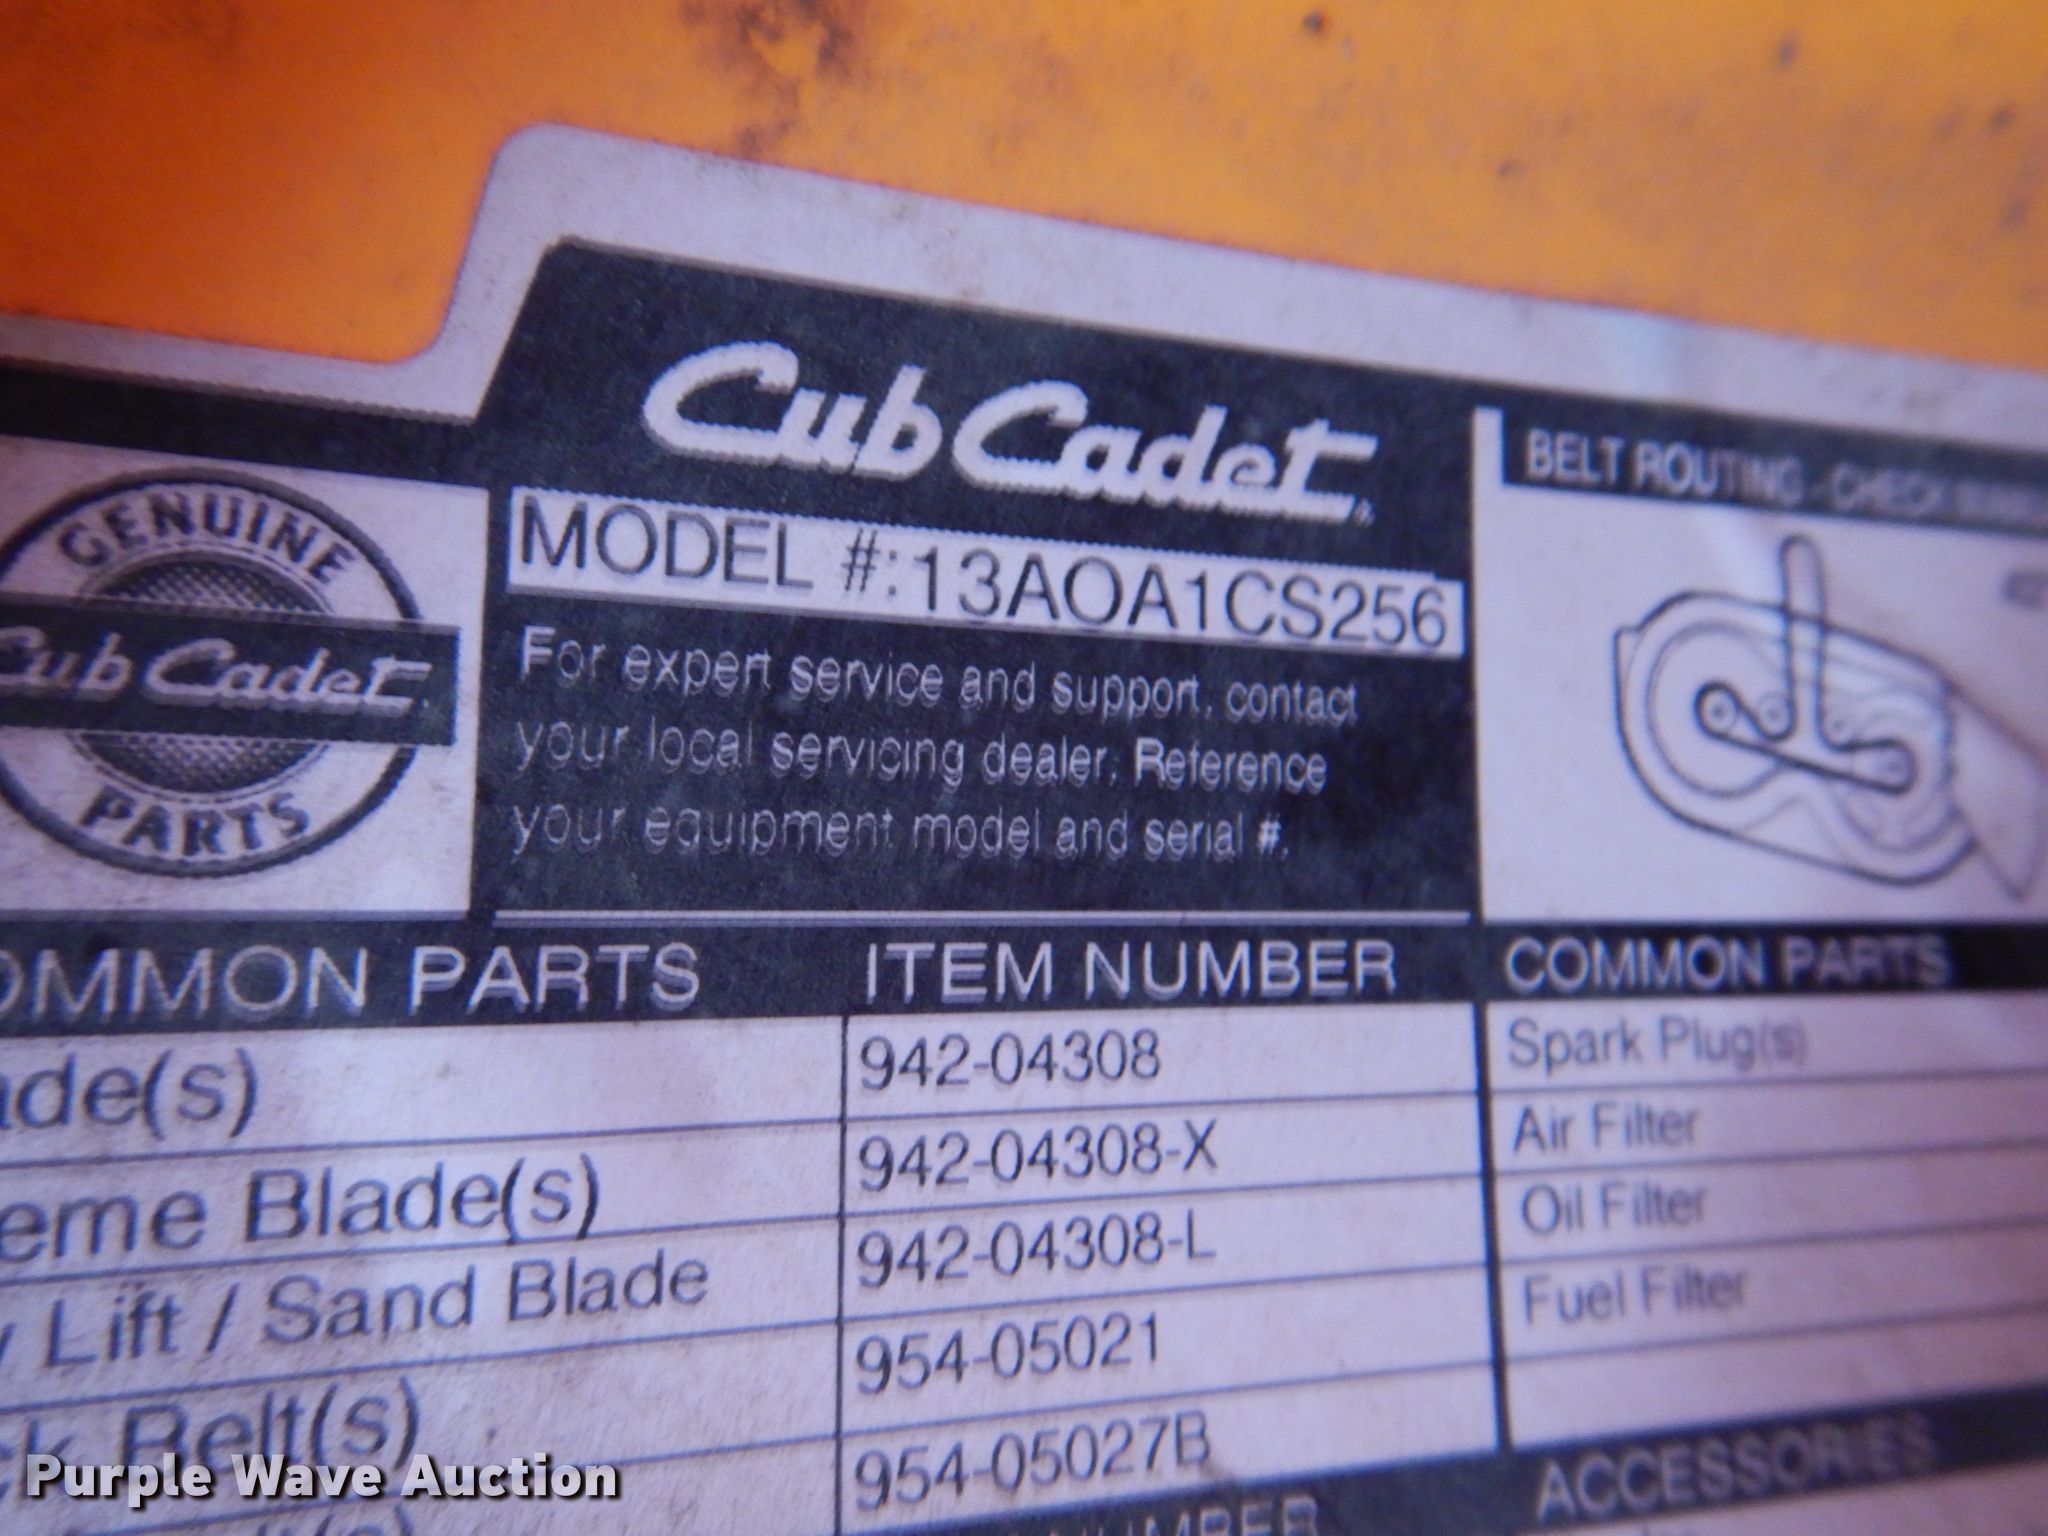 Cub Cadet
MODEL #:13AOA1CS256
For expert service and support, contact
your local servicing dealer. Reference
your equipment model and serial #.
GENUINE
Cub Cadet
PARTS
BELT ROUTING - CHECK
OMMON PARTS ITEM NUMBER
ade(s) 942-04308
eme Blade(s) 942-04308-X
Lift / Sand Blade 942-04308-L
ck Belt(s) 954-05021
954-05027B
COMMON PARTS
Spark Plug(s)
Air Filter
Oil Filter
Fuel Filter
ACCESSORIES
NUMBER
Purple Wave Auction